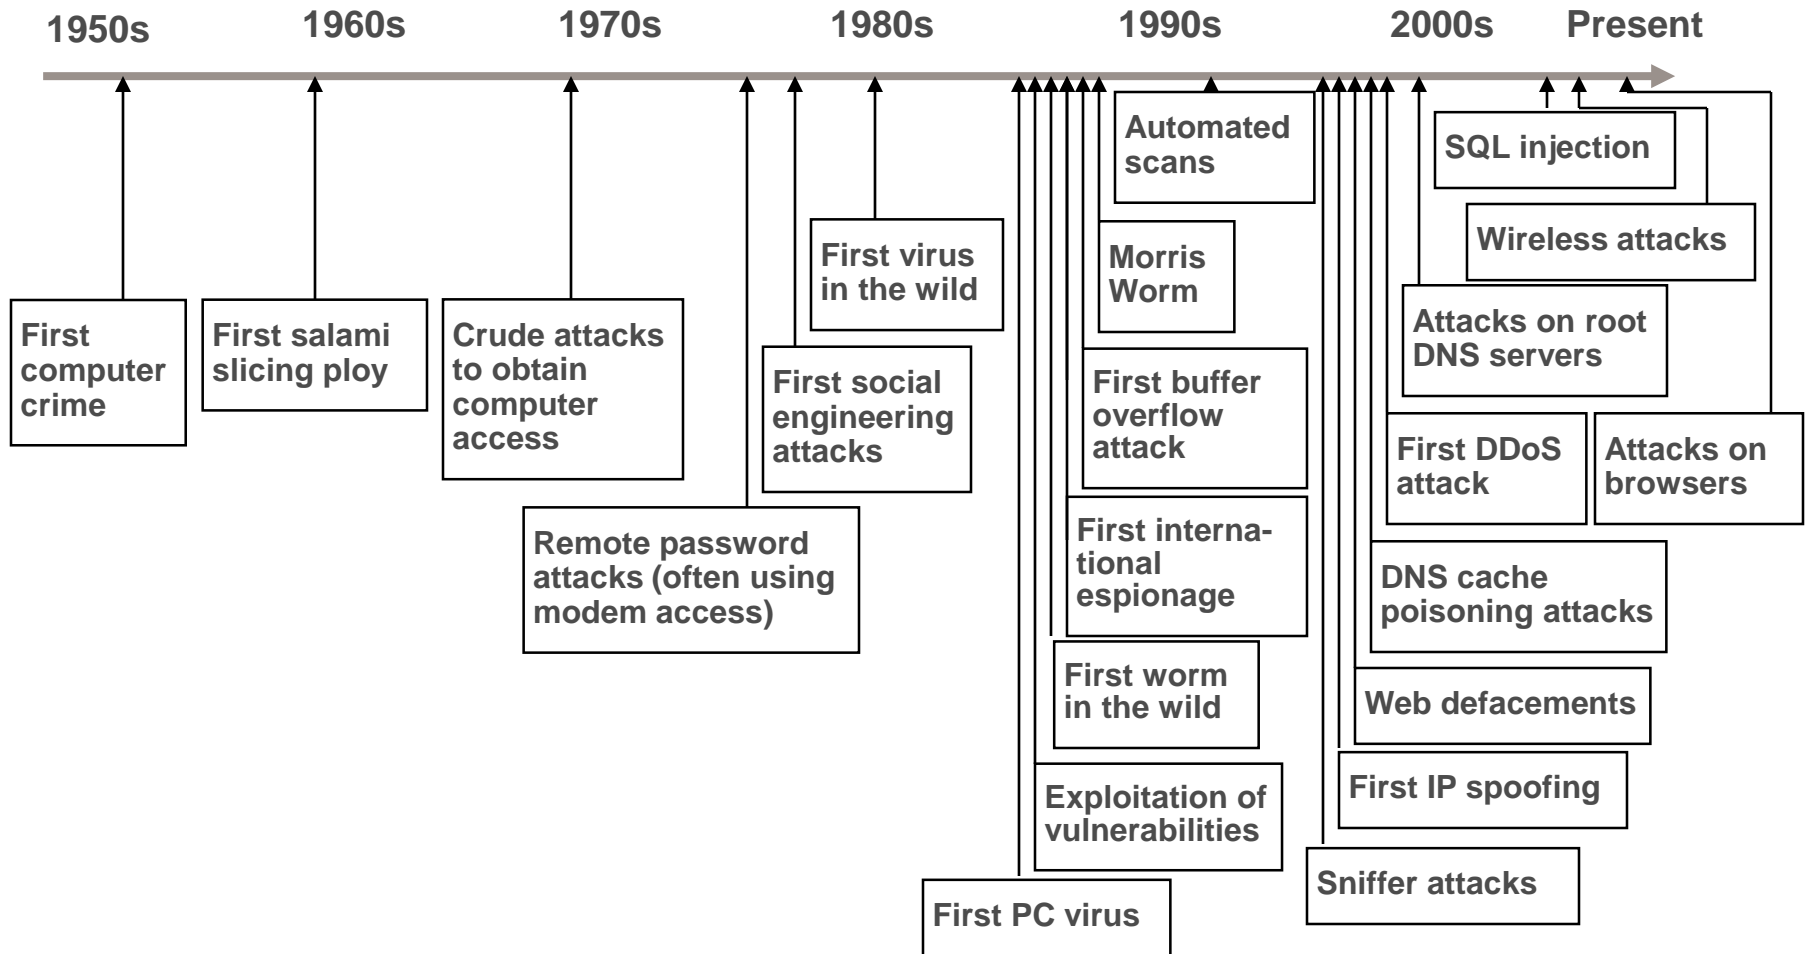 1950s
1960s
1970s
1980s
1990s
2000s
Present
First
computer
crime
First salami
slicing ploy
Crude attacks
to obtain
computer
access
Remote password
attacks (often using
modem access)
First social
engineering
attacks
First virus
in the wild
First PC virus
Exploitation of
vulnerabilities
First worm
in the wild
First interna-
tional
espionage
First buffer
overflow
attack
Morris
Worm
Automated
scans
Sniffer attacks
First IP spoofing
Web defacements
DNS cache
poisoning attacks
First DDoS
attack
Attacks on root
DNS servers
SQL injection
Wireless attacks
Attacks on
browsers